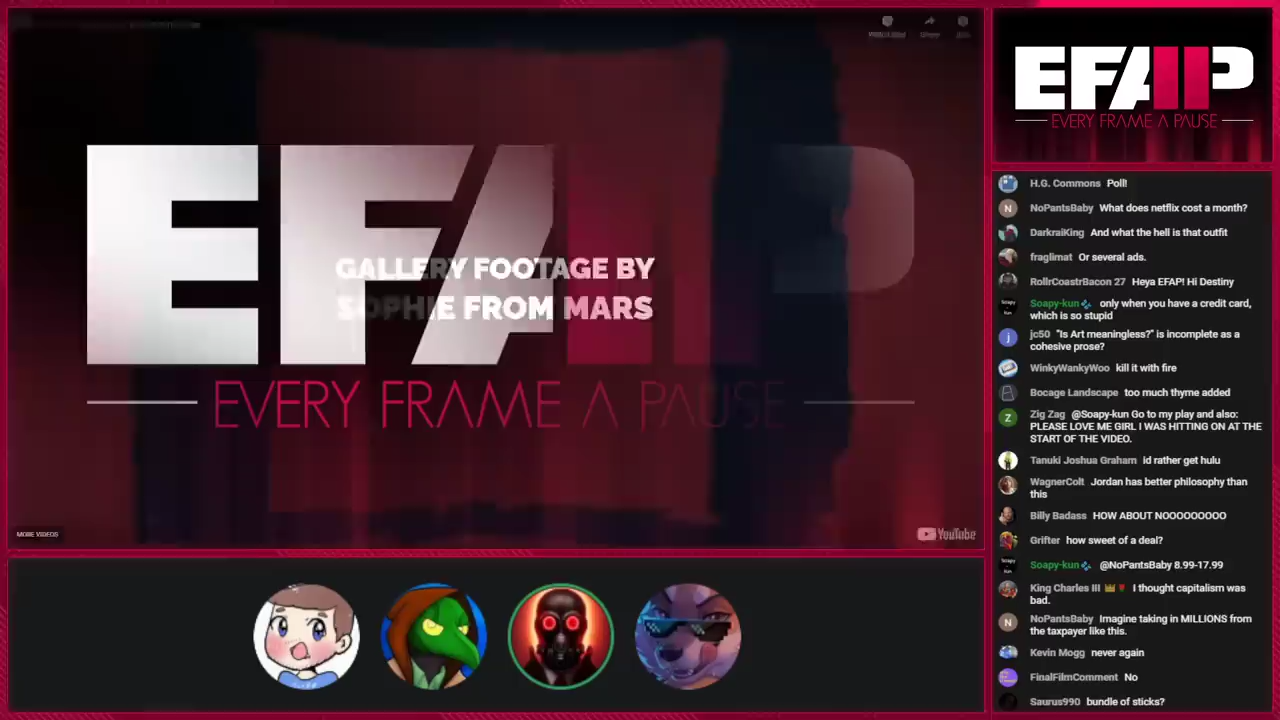 EFAP
GALLERY FOOTAGE BY
SOPHIE FROM MARS
EVERY FRAME A PAUSE
MORE VIDEOS
YouTube
EFAP
EVERY FRAME A PAUSE
H.G. Commons Poll!
NoPantsBaby What does netflix cost a month?
DarkraiKing And what the hell is that outfit
fraglimat Or several ads.
RollrCoastrBacon 27 Heya EFAP! Hi Destiny
Soapy-kun only when you have a credit card,
which is so stupid
jc50 "Is Art meaningless?" is incomplete as a
cohesive prose?
WinkyWankyWoo kill it with fire
Bocage Landscape too much thyme added
Zig Zag @Soapy-kun Go to my play and also:
PLEASE LOVE ME GIRL I WAS HITTING ON AT THE
START OF THE VIDEO.
Tanuki Joshua Graham id rather get hulu
WagnerColt Jordan has better philosophy than
this
Billy Badass HOW ABOUT NOOOOOOOO
Grifter how sweet of a deal?
Soapy-kun @NoPantsBaby 8.99-17.99
King Charles III I thought capitalism was
bad.
NoPantsBaby Imagine taking in MILLIONS from
the taxpayer like this.
Kevin Mogg never again
FinalFilmComment No
Saurus990 bundle of sticks?